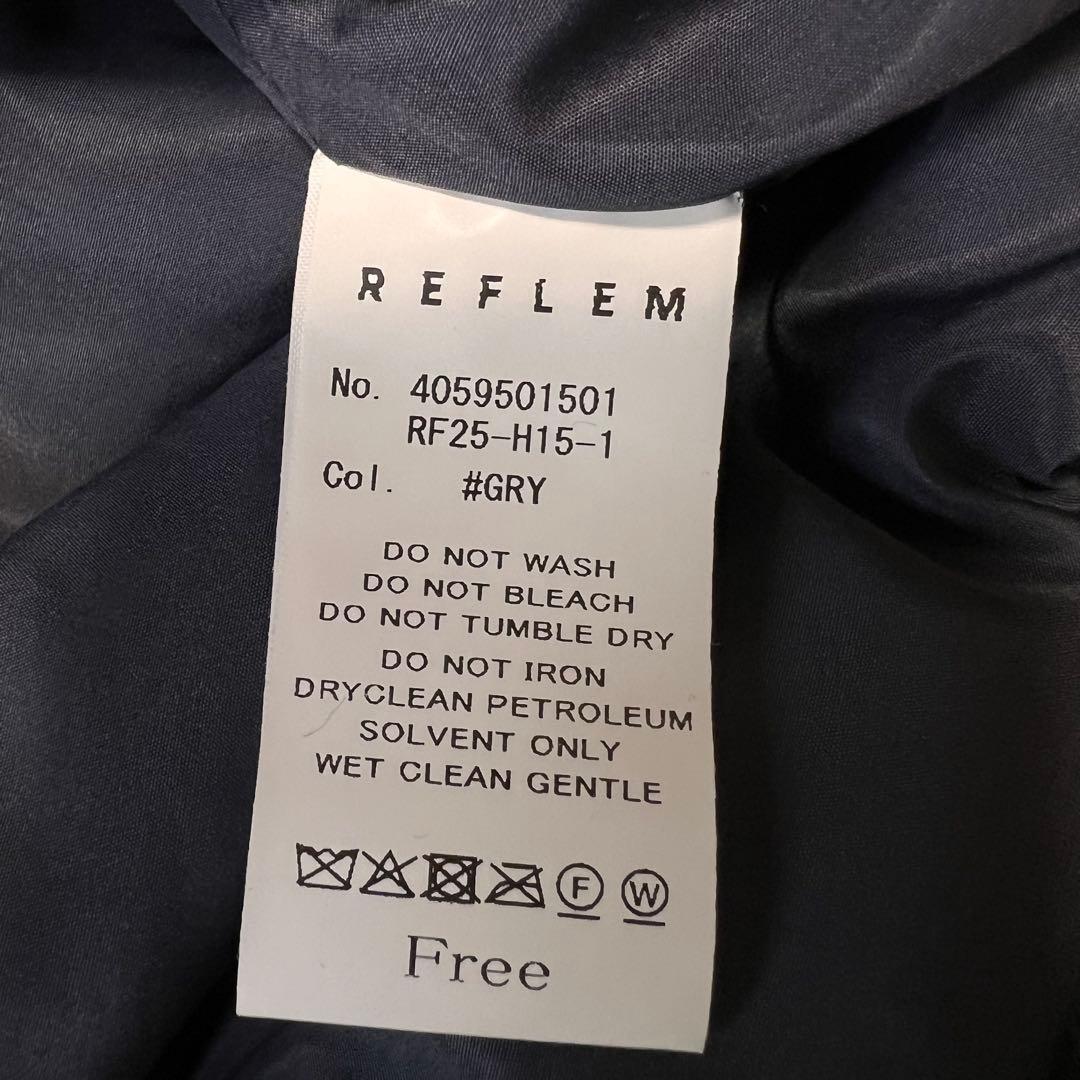 REFLEM
No. 4059501501
RF25-H15-1
Col. #GRY
DO NOT WASH
DO NOT BLEACH
DO NOT TUMBLE DRY
DO NOT IRON
DRYCLEAN PETROLEUM
SOLVENT ONLY
WET CLEAN GENTLE
F W
Free